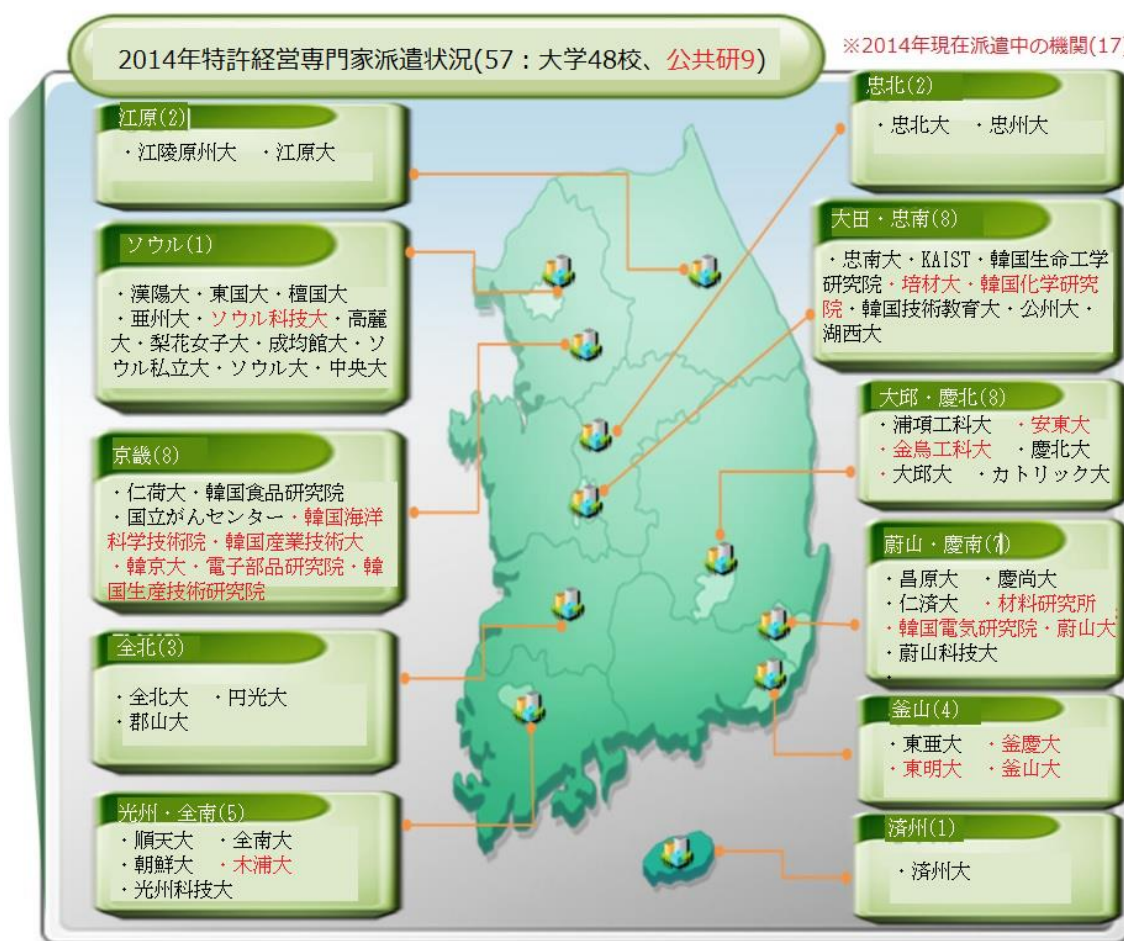 2014年特許経営専門家派遣状況(57：大学48校、公共研9)
※2014年現在派遣中の機関(17)
江原(2)
・江陵原州大 ・江原大
ソウル(1)
・漢陽大・東国大・檀国大
・亜州大・ソウル科技大・高麗
大・梨花女子大・成均館大・ソ
ウル私立大・ソウル大・中央大
京畿(8)
・仁荷大・韓国食品研究院
・国立がんセンター・韓国海洋
科学技術院・韓国産業技術大
・韓京大・電子部品研究院・韓
国生産技術研究院
全北(3)
・全北大 ・円光大
・郡山大
光州・全南(5)
・順天大 ・全南大
・朝鮮大 ・木浦大
・光州科技大
忠北(2)
・忠北大 ・忠州大
大田・忠南(8)
・忠南大・KAIST・韓国生命工学
研究院・培材大・韓国化学研究
院・韓国技術教育大・公州大・
湖西大
大邱・慶北(8)
・浦項工科大 ・安東大
・金烏工科大 ・慶北大
・大邱大 ・カトリック大
蔚山・慶南(7)
・昌原大 ・慶尚大
・仁済大 ・材料研究所
・韓国電気研究院・蔚山大
・蔚山科技大
・
釜山(4)
・東亜大 ・釜慶大
・東明大 ・釜山大
済州(1)
・済州大